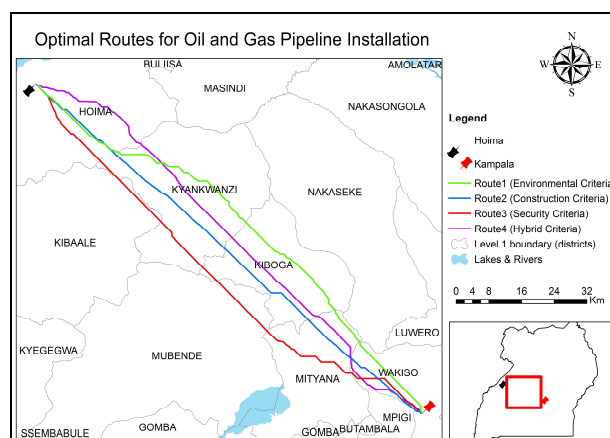 Optimal Routes for Oil and Gas Pipeline Installation
N
W E
S
BULIISA
AMOLATAR
MASINDI
NAKASONGOLA
HOIMA
KYANKWANZI
NAKASEKE
KIBAALE
KIBOGA
LUWERO
KYEGEGWA
MUBENDE
MITYANA
WAKISO
MPIGI
GOMBA
SSEMBABULE
GOMBA
BUTAMBALA
Legend
Hoima
Kampala
Route1 (Environmental Criteria
Route2 (Construction Criteria)
Route3 (Security Criteria)
Route4 (Hybrid Criteria)
Level 1 boundary (districts)
Lakes & Rivers
0 4 8 16 24 32
Km